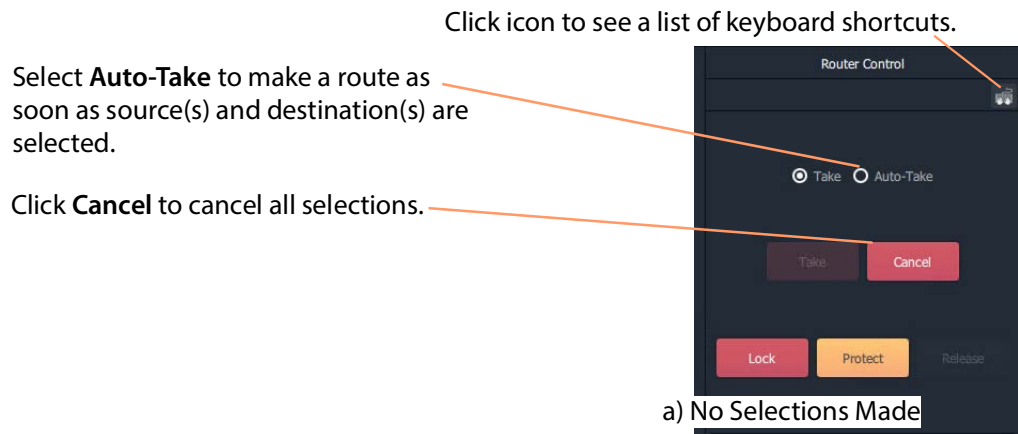 Click icon to see a list of keyboard shortcuts.
Router Control
Select Auto-Take to make a route as
soon as source(s) and destination(s) are
selected.
Take Auto-Take
Click Cancel to cancel all selections.
Take Cancel
Lock Protect Release
a) No Selections Made